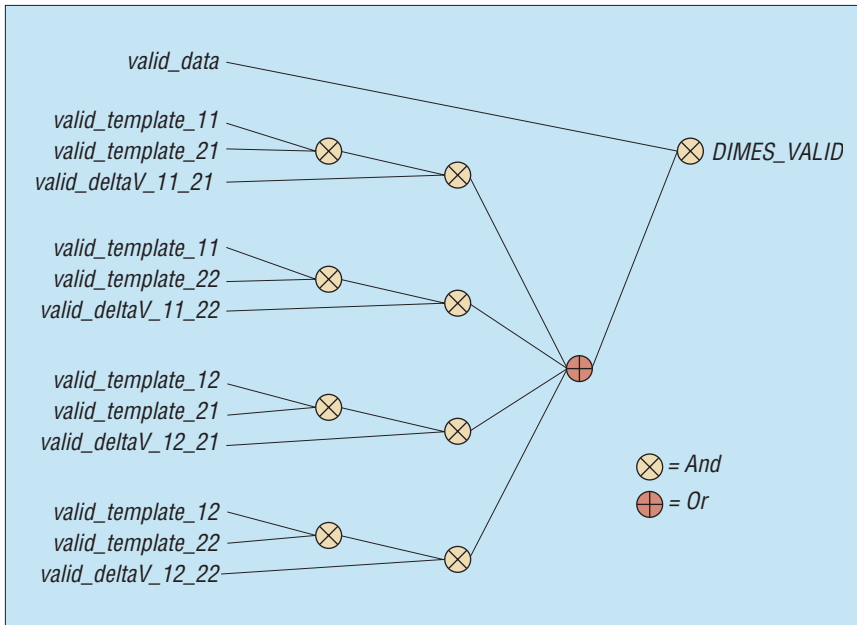 valid_data
valid_template_11
valid_template_21
valid_deltaV_11_21
DIMES_VALID
valid_template_11
valid_template_22
valid_deltaV_11_22
valid_template_12
valid_template_21
valid_deltaV_12_21
= And
= Or
valid_template_12
valid_template_22
valid_deltaV_12_22